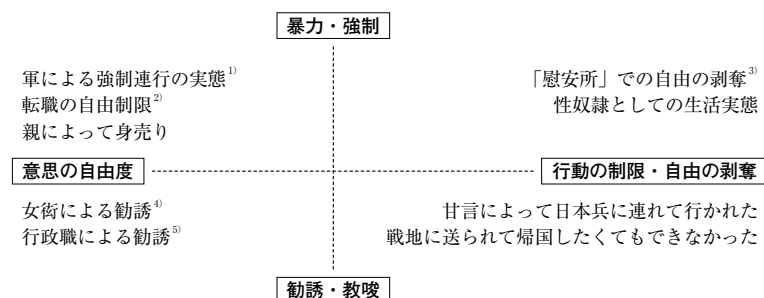 暴力・強制
軍による強制連行の実態1)
転職の自由制限2)
親によって身売り
「慰安所」での自由の剥奪3)
性奴隷としての生活実態
意思の自由度
行動の制限・自由の剥奪
女衒による勧誘4)
行政職による勧誘5)
甘言によって日本兵に連れて行かれた
戦地に送られて帰国したくてもできなかった
勧誘・教唆